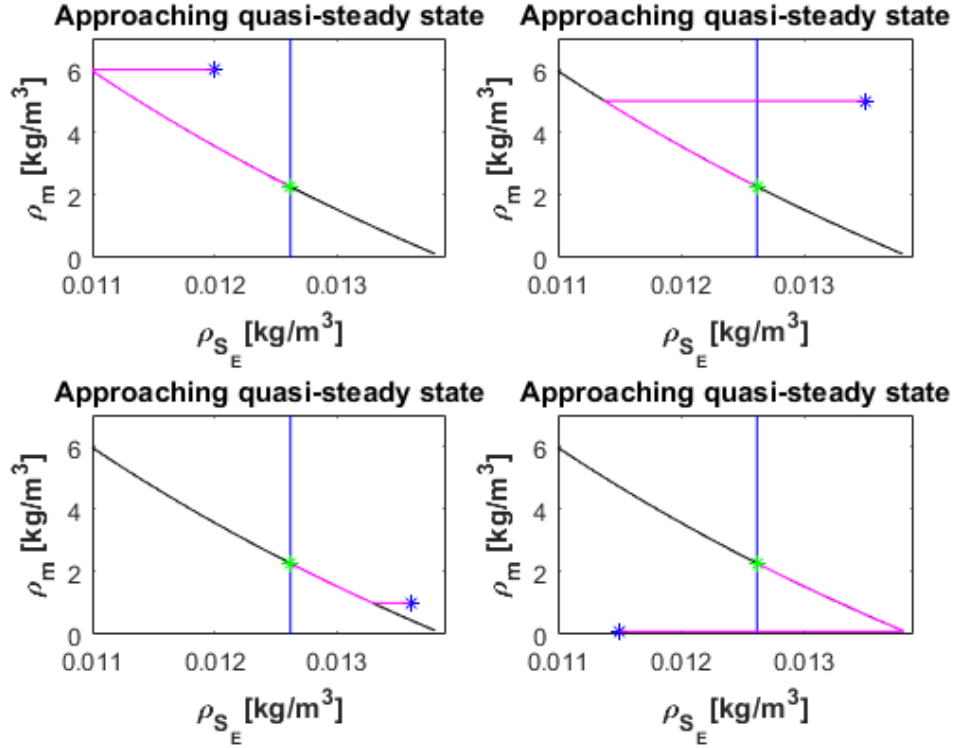 Approaching quasi-steady state
ρm [kg/m3]
6
4
2
0
0.011 0.012 0.013
ρSE [kg/m3]
Approaching quasi-steady state
ρm [kg/m3]
6
4
2
0
0.011 0.012 0.013
ρSE [kg/m3]
Approaching quasi-steady state
ρm [kg/m3]
6
4
2
0
0.011 0.012 0.013
ρSE [kg/m3]
Approaching quasi-steady state
ρm [kg/m3]
6
4
2
0
0.011 0.012 0.013
ρSE [kg/m3]